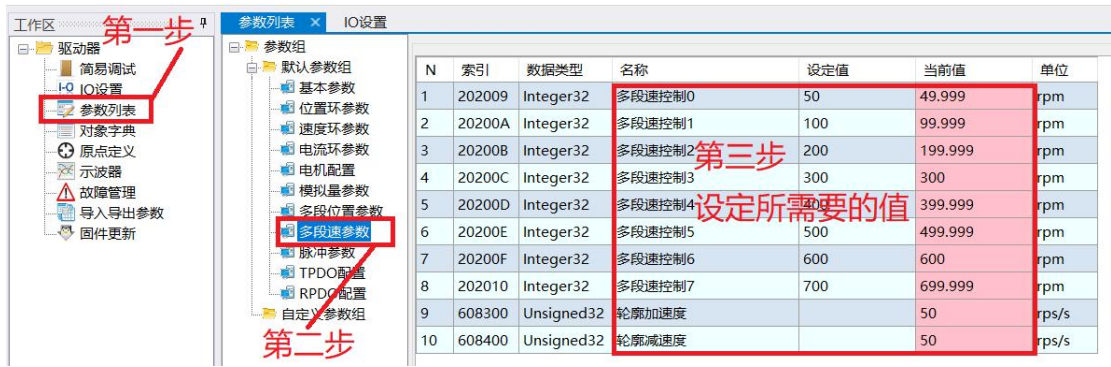 工作区
第一步
驱动器
简易调试
IO设置
参数列表
对象字典
原点定义
示波器
故障管理
导入导出参数
固件更新
参数列表 × IO设置
参数组
默认参数组
基本参数
位置环参数
速度环参数
电流环参数
电机配置
模拟量参数
多段位置参数
多段速参数
脉冲参数
TPDO配置
RPDO配置
自定义参数组
第二步
N 索引 数据类型 名称 设定值 当前值 单位
1 202009 Integer32 多段速控制0 50 49.999 rpm
2 20200A Integer32 多段速控制1 100 99.999 rpm
3 20200B Integer32 多段速控制2 200 199.999 rpm
4 20200C Integer32 多段速控制3 300 300 rpm
5 20200D Integer32 多段速控制4 400 399.999 rpm
6 20200E Integer32 多段速控制5 500 499.999 rpm
7 20200F Integer32 多段速控制6 600 600 rpm
8 202010 Integer32 多段速控制7 700 699.999 rpm
9 608300 Unsigned32 轮廓加速度 50 rps/s
10 608400 Unsigned32 轮廓减速度 50 rps/s
第三步
设定所需要的值